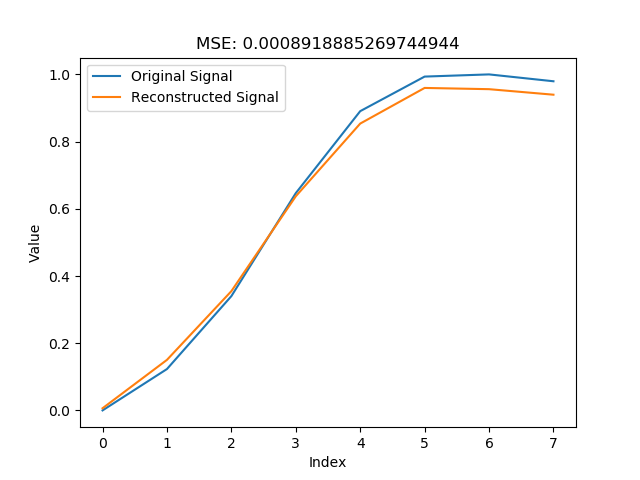 MSE: 0.0008918885269744944
Original Signal
Reconstructed Signal
1.0
0.8
0.6
0.4
0.2
0.0
Value
0 1 2 3 4 5 6 7
Index